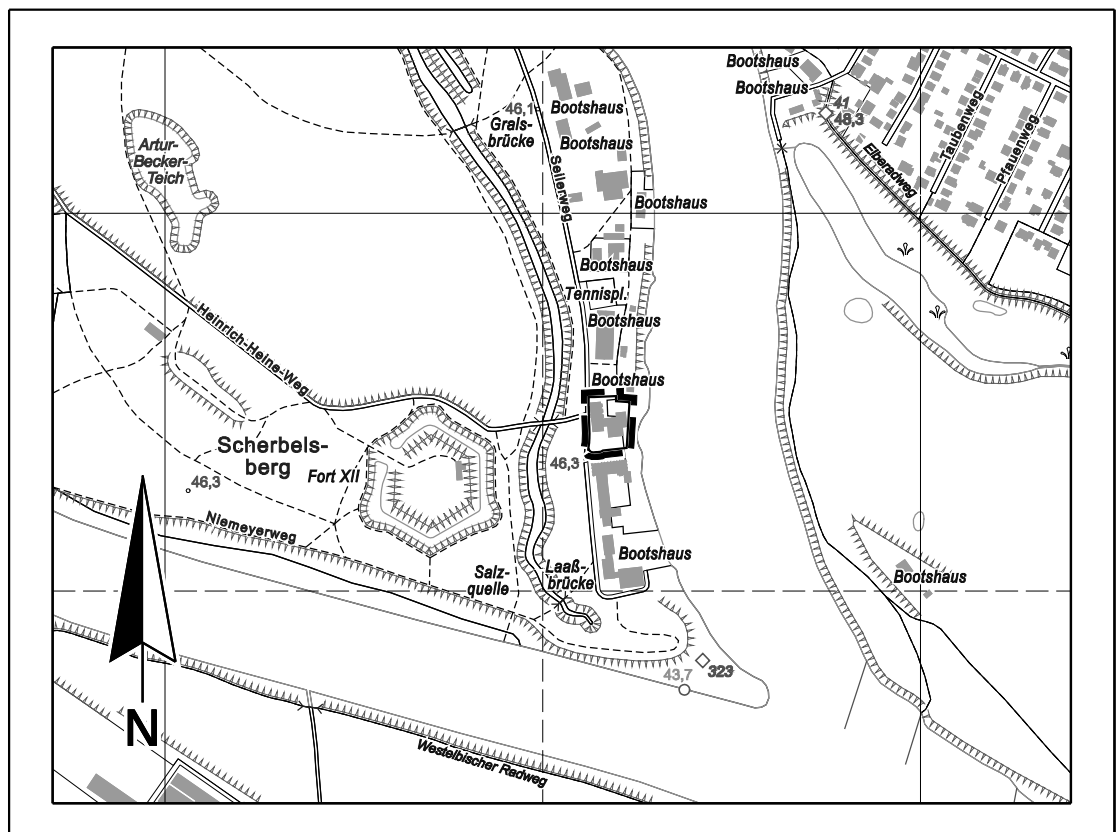 Bootshaus
Bootshaus
46,1
Bootshaus
41
48,3
Grals-
brücke
Bootshaus
Artur-
Becker-
Teich
Seilerweg
Elberadweg
Taubenweg
Pfauenweg
Bootshaus
Bootshaus
Tennispl.
Bootshaus
Heinrich-Heine-Weg
Bootshaus
Scherbels-
berg
Fort XII
46,3
46,3
Niemeyerweg
Bootshaus
Salz-
quelle
Laaß-
brücke
Bootshaus
323
43,7
N
Westelbischer Radweg